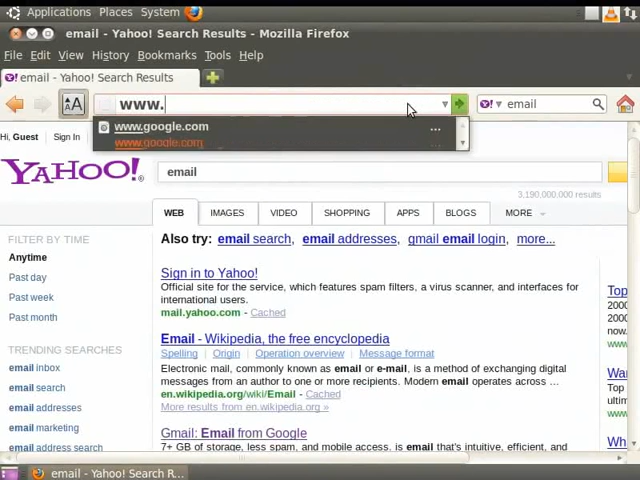 Applications Places System
email - Yahoo! Search Results - Mozilla Firefox
File Edit View History Bookmarks Tools Help
email - Yahoo! Search Results
AA www. email
www.google.com ...
www.google.com ...
Hi, Guest Sign In
YAHOO!® email
3,190,000,000 results
WEB IMAGES VIDEO SHOPPING APPS BLOGS MORE
FILTER BY TIME
Anytime
Past day
Past week
Past month
TRENDING SEARCHES
email inbox
email search
email addresses
email marketing
email address search
Also try: email search, email addresses, gmail email login, more...
Sign in to Yahoo!
Official site for the service, which features spam filters, a virus scanner, and interfaces for
international users.
mail.yahoo.com - Cached
Email - Wikipedia, the free encyclopedia
Spelling | Origin | Operation overview | Message format
Electronic mail, commonly known as email or e-mail, is a method of exchanging digital
messages from an author to one or more recipients. Modern email operates across ...
en.wikipedia.org/wiki/Email - Cached
More results from en.wikipedia.org »
Gmail: Email from Google
7+ GB of storage, less spam, and mobile access. is email that's intuitive, efficient, and
Top
2000
2000
now.
www
Wa
Top
ultim
www
Wh
email - Yahoo! Search R...